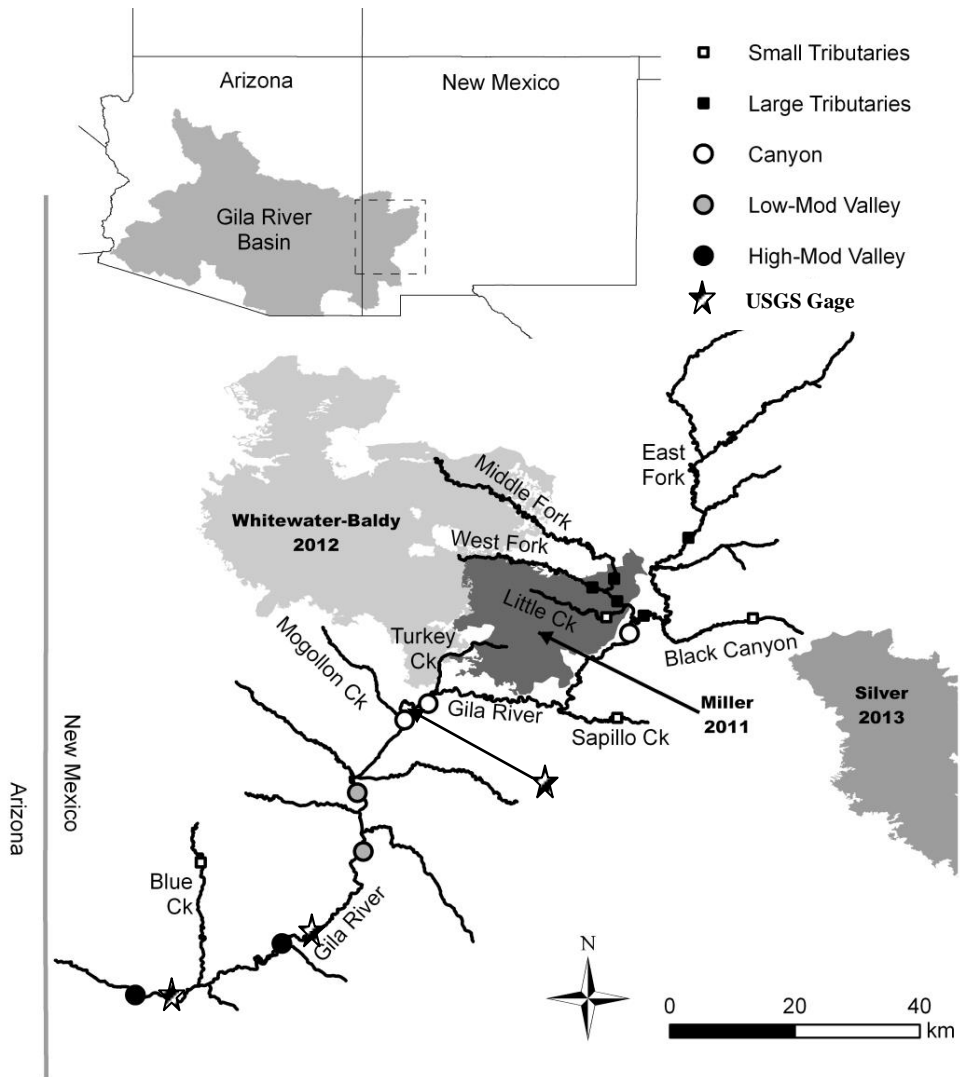 Arizona
New Mexico
Gila River
Basin
Small Tributaries
Large Tributaries
Canyon
Low-Mod Valley
High-Mod Valley
USGS Gage
East
Fork
Middle Fork
Whitewater-Baldy
2012
West Fork
Little Ck
Turkey
Ck
Mogollon Ck
Black Canyon
Gila River
Miller
2011
Silver
2013
Sapillo Ck
New Mexico
Arizona
Blue
Ck
Gila River
N
0
20
40
km